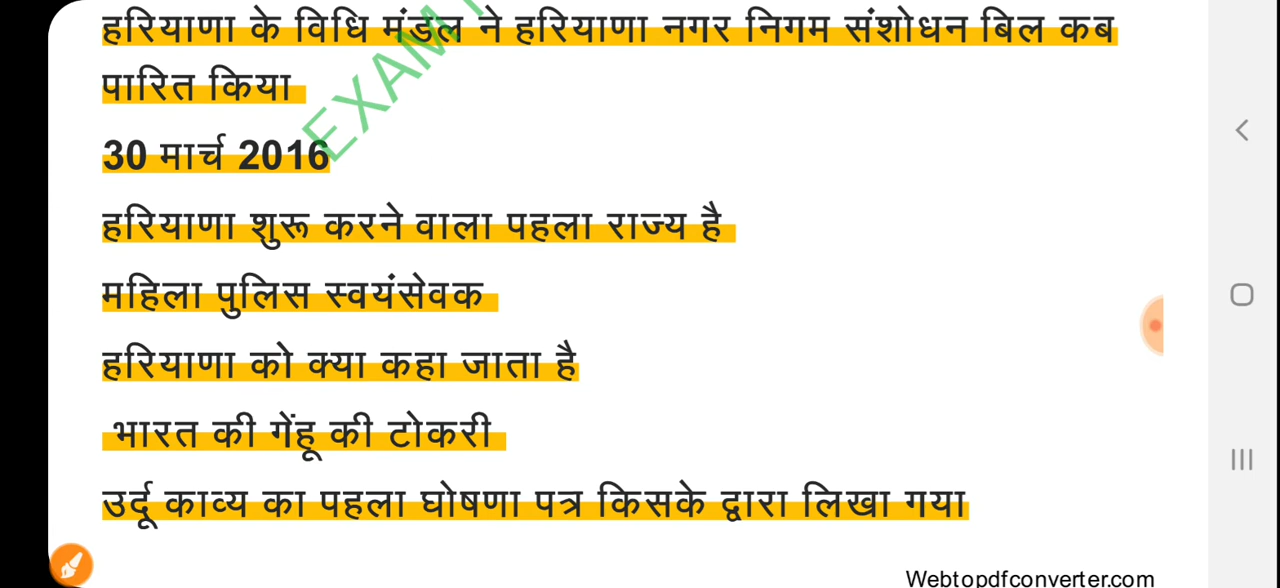 हरियाणा के विधि मंडल ने हरियाणा नगर निगम संशोधन बिल कब
पारित किया
30 मार्च 2016
हरियाणा शुरू करने वाला पहला राज्य है
महिला पुलिस स्वयंसेवक
हरियाणा को क्या कहा जाता है
भारत की गेंहू की टोकरी
उर्दू काव्य का पहला घोषणा पत्र किसके द्वारा लिखा गया
Webtopdfconverter.com
EXAM